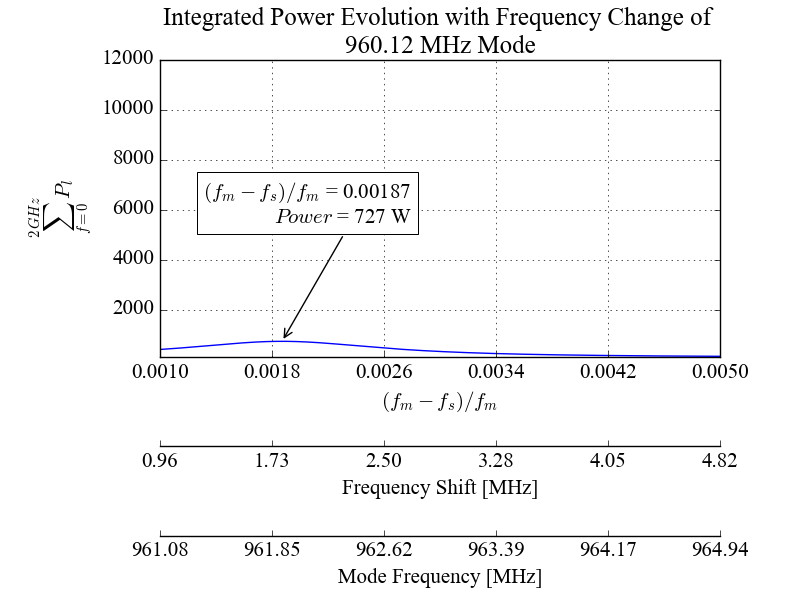 Integrated Power Evolution with Frequency Change of
960.12 MHz Mode
12000
10000
8000
6000
4000
2000
2GHz
∑ P_l
f=0
(f_m − f_s)/f_m = 0.00187
Power = 727 W
0.0010 0.0018 0.0026 0.0034 0.0042 0.0050
(f_m − f_s)/f_m
0.96 1.73 2.50 3.28 4.05 4.82
Frequency Shift [MHz]
961.08 961.85 962.62 963.39 964.17 964.94
Mode Frequency [MHz]